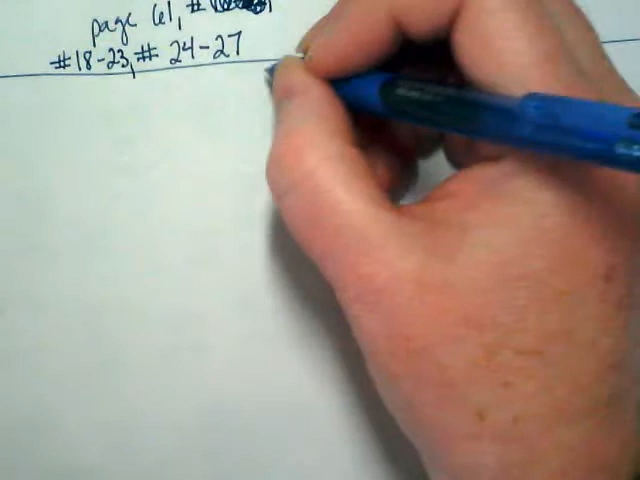 page 61, #
#18-23, # 24-27